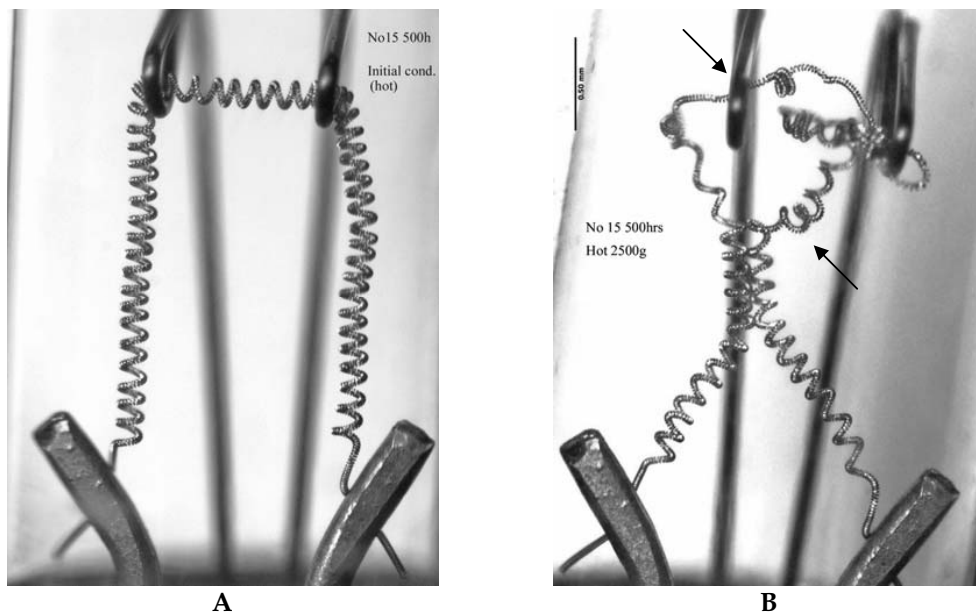 No15 500h
Initial cond.
(hot)
0.50 mm
No 15 500hrs
Hot 2500g
A
B